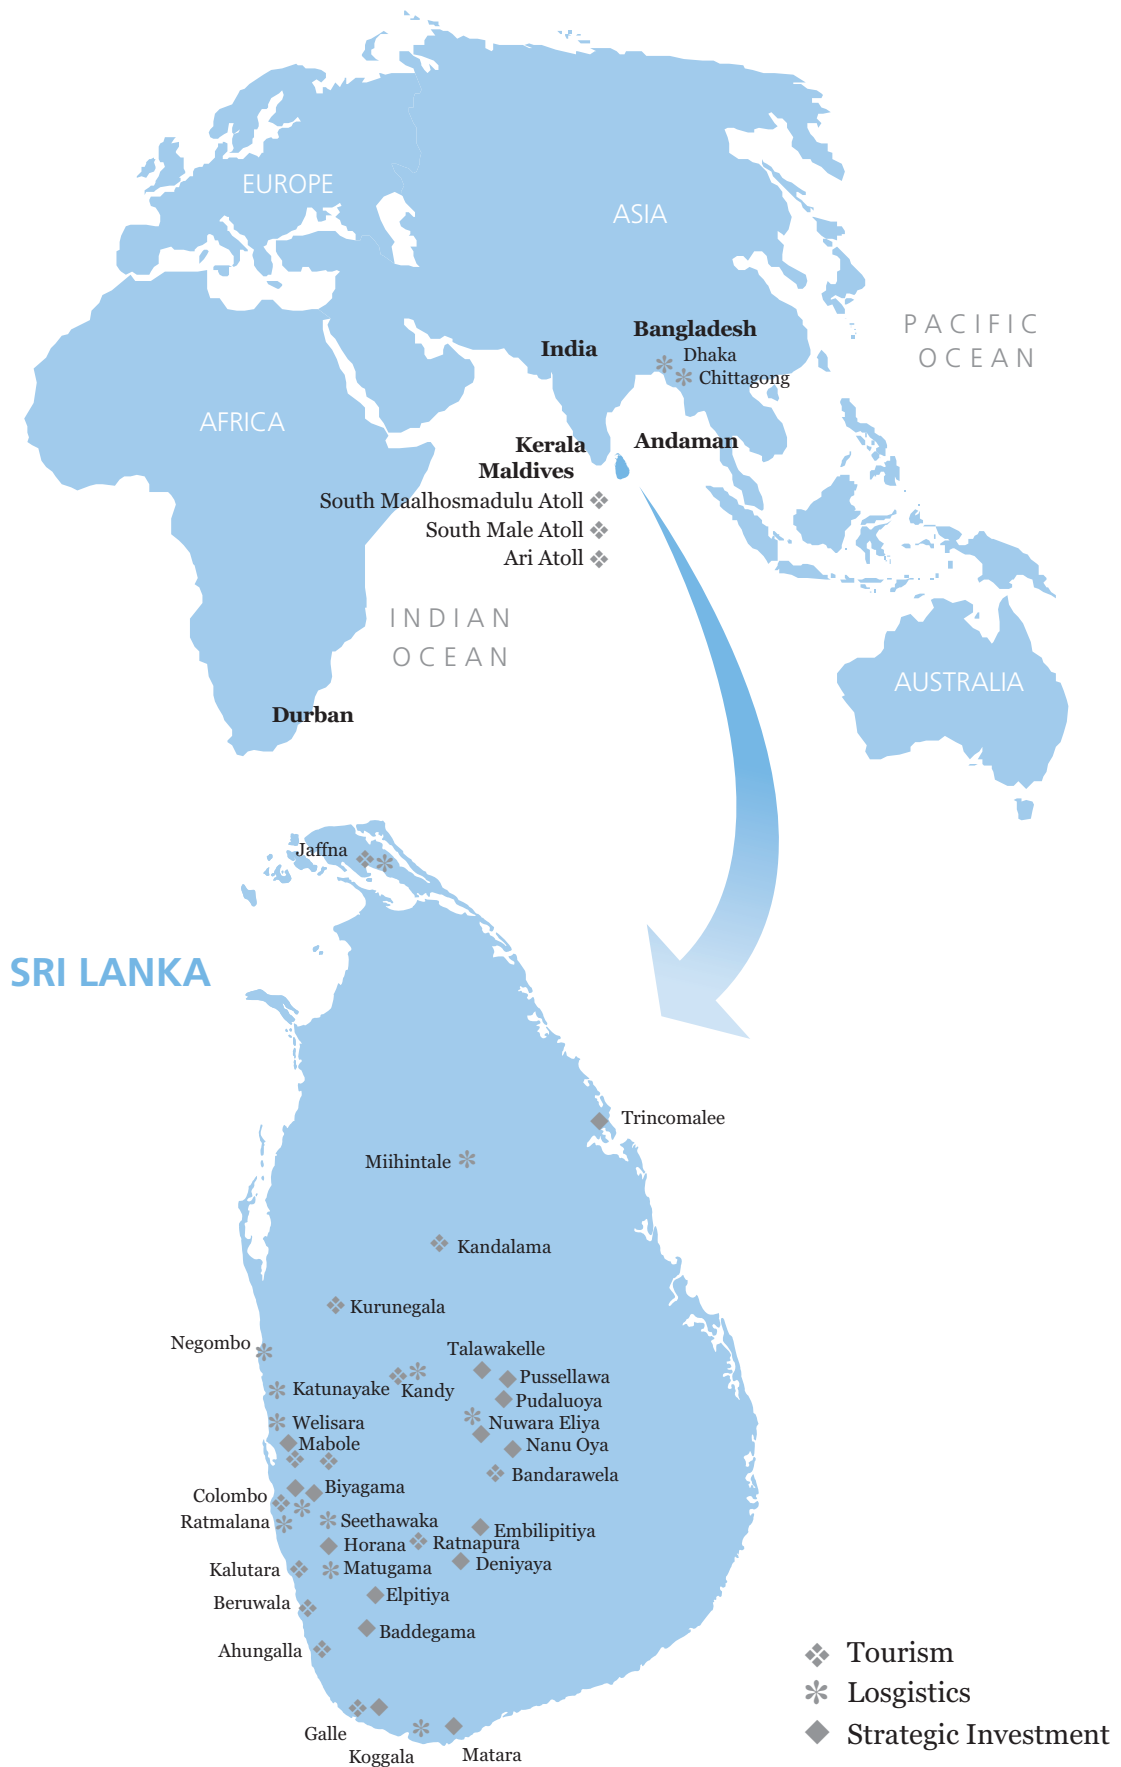 EUROPE
ASIA
PACIFIC
OCEAN
Bangladesh
India
Dhaka
Chittagong
AFRICA
Kerala
Andaman
Maldives
South Maalhosmadulu Atoll
South Male Atoll
Ari Atoll
INDIAN
OCEAN
AUSTRALIA
Durban
Jaffna
SRI LANKA
Trincomalee
Miihintale
Kandalama
Kurunegala
Negombo
Talawakelle
Pussellawa
Katunayake
Kandy
Pudaluoya
Welisara
Nuwara Eliya
Mabole
Nanu Oya
Bandarawela
Biyagama
Colombo
Ratmalana
Seethawaka
Embilipitiya
Horana
Ratnapura
Deniyaya
Kalutara
Matugama
Elpitiya
Beruwala
Baddegama
Ahungalla
Galle
Koggala
Matara
Tourism
Losgistics
Strategic Investment